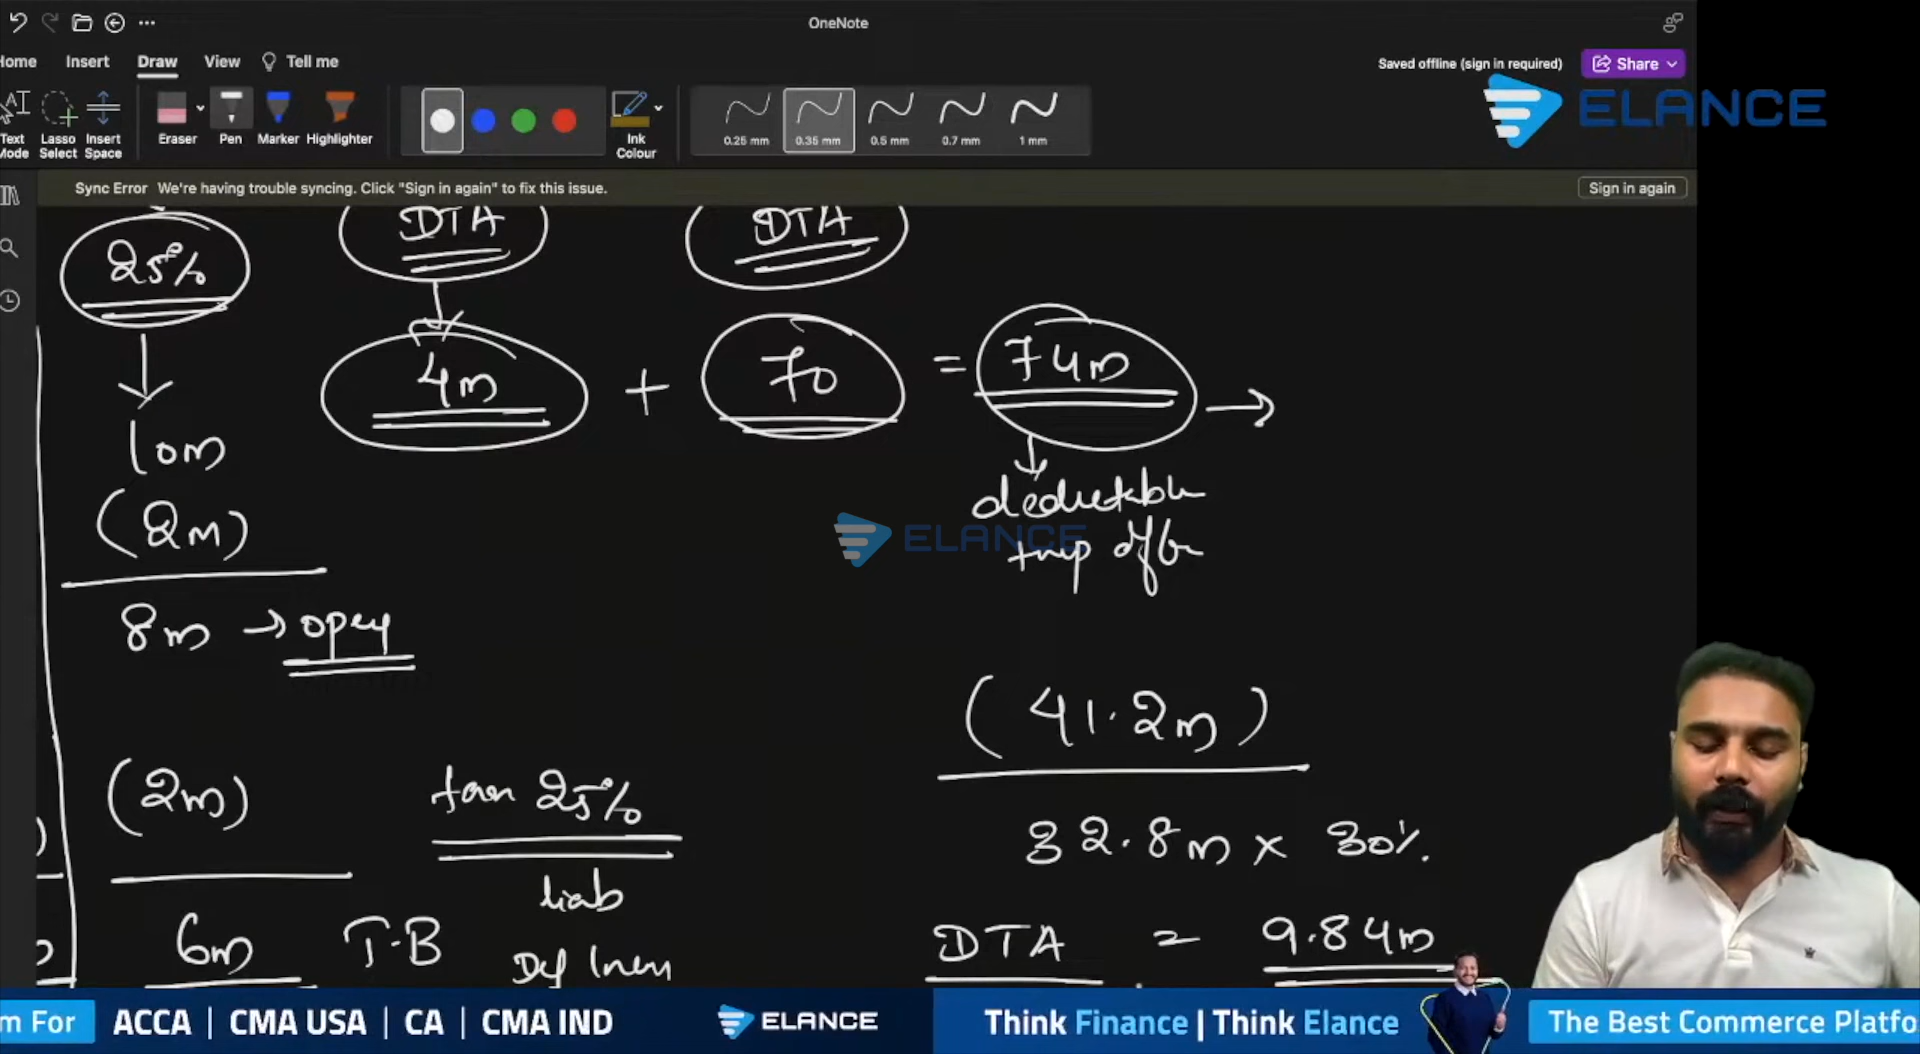 OneNote
Home Insert Draw View Tell me
Saved offline (sign in required) Share
Text Mode Lasso Select Insert Space Eraser Pen Marker Highlighter Ink Colour 0.25 mm 0.35 mm 0.5 mm 0.7 mm 1 mm
ELANCE
Sync Error We're having trouble syncing. Click "Sign in again" to fix this issue. Sign in again
25% DTA DTA
4m + 70 = 74m
10m
deductable
(2m)
ELANCE
temp
8m → open
(41.2m)
(2m) 25%
32.8m x 30%
liab
6m T.B DTA = 9.84m
m For ACCA | CMA USA | CA | CMA IND ELANCE Think Finance | Think Elance The Best Commerce Platfo